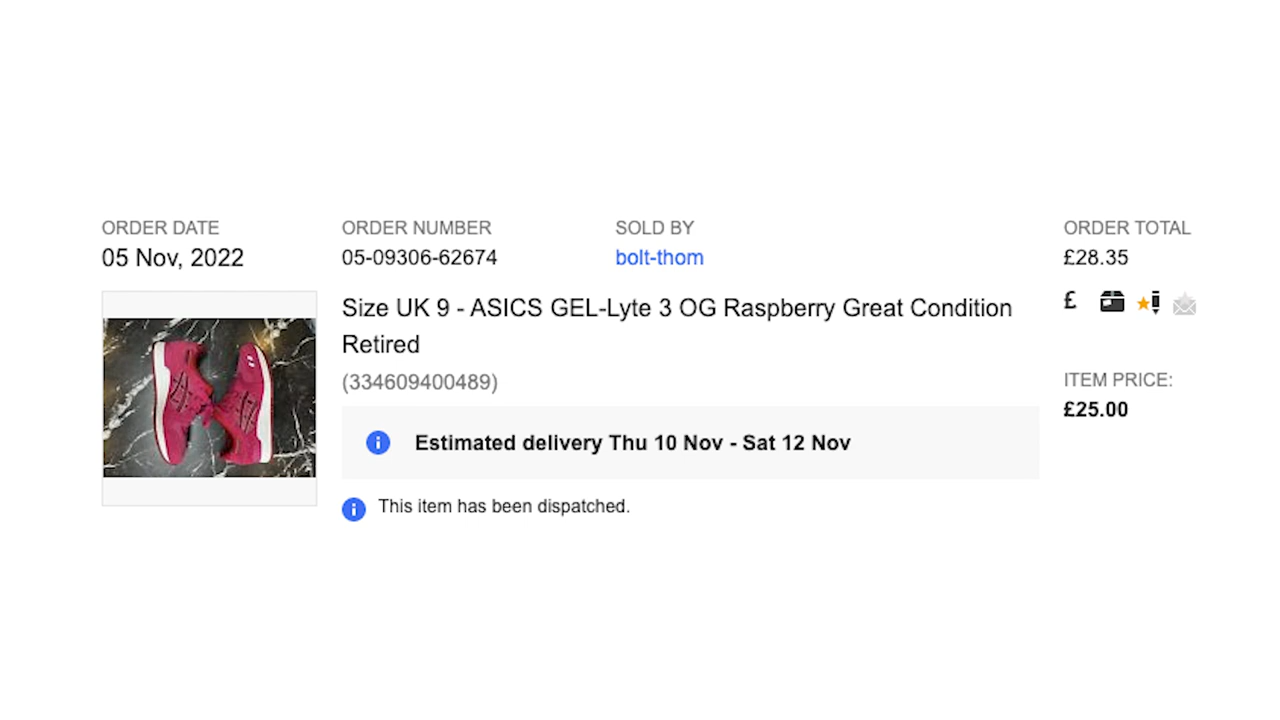 ORDER DATE
05 Nov, 2022
ORDER NUMBER
05-09306-62674
SOLD BY
bolt-thom
ORDER TOTAL
£28.35
£
Size UK 9 - ASICS GEL-Lyte 3 OG Raspberry Great Condition
Retired
(334609400489)
ITEM PRICE:
£25.00
Estimated delivery Thu 10 Nov - Sat 12 Nov
This item has been dispatched.